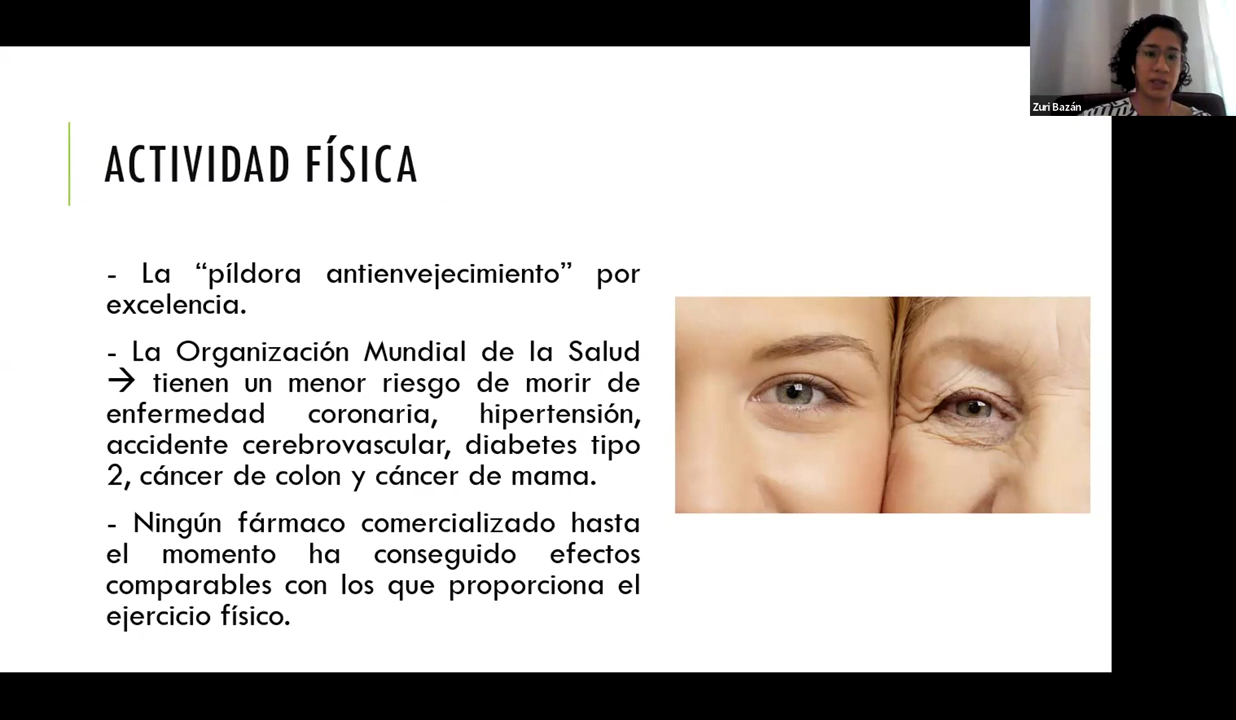 Zuri Bazán
ACTIVIDAD FÍSICA
- La “píldora antienvejecimiento” por
excelencia.
- La Organización Mundial de la Salud
→ tienen un menor riesgo de morir de
enfermedad coronaria, hipertensión,
accidente cerebrovascular, diabetes tipo
2, cáncer de colon y cáncer de mama.
- Ningún fármaco comercializado hasta
el momento ha conseguido efectos
comparables con los que proporciona el
ejercicio físico.